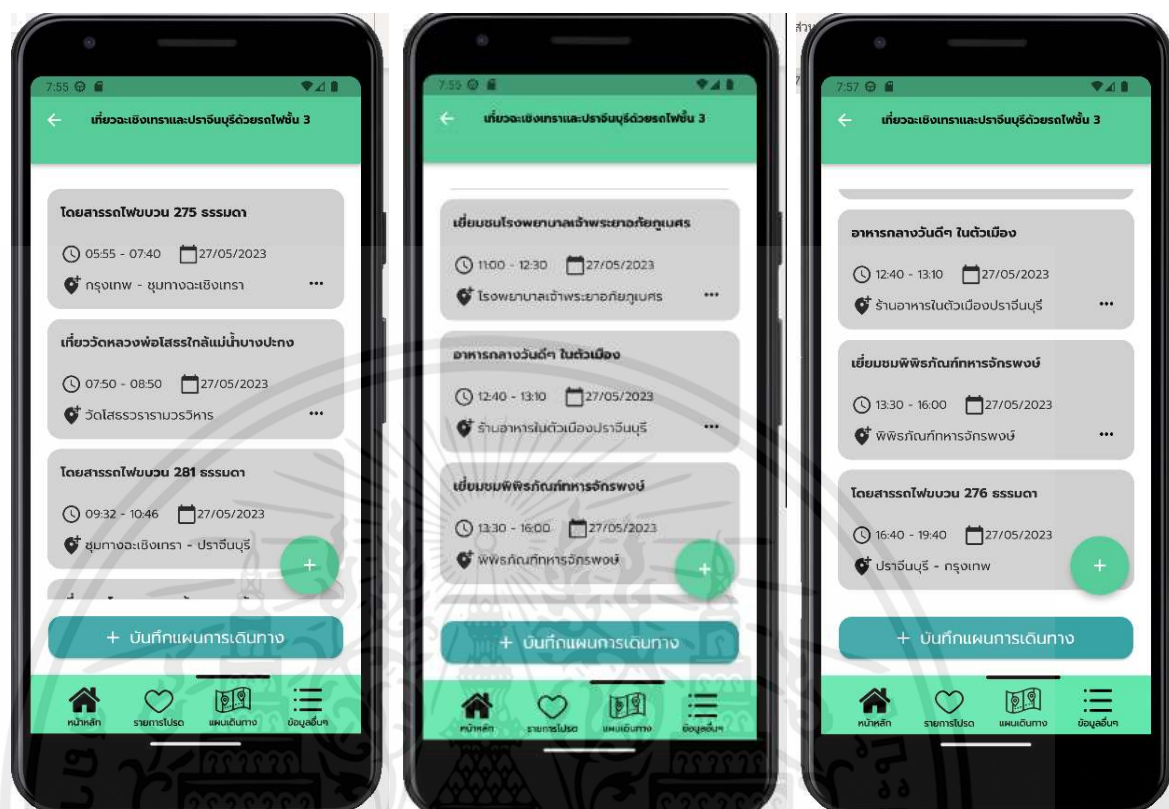 7:55
เที่ยวฉะเชิงเทราและปราจีนบุรีด้วยรถไฟชั้น 3
โดยสารรถไฟขบวน 275 ธรรมดา
05:55 - 07:40 27/05/2023
กรุงเทพ - ชุมทางฉะเชิงเทรา
เที่ยววัดหลวงพ่อโสธรใกล้แม่น้ำบางปะกง
07:50 - 08:50 27/05/2023
วัดโสธรวรารามวรวิหาร
โดยสารรถไฟขบวน 281 ธรรมดา
09:32 - 10:46 27/05/2023
ชุมทางฉะเชิงเทรา - ปราจีนบุรี
+
+ บันทึกแผนการเดินทาง
หน้าหลัก รายการโปรด แผนเดินทาง ข้อมูลอื่นๆ
7:55
เที่ยวฉะเชิงเทราและปราจีนบุรีด้วยรถไฟชั้น 3
เยี่ยมชมโรงพยาบาลเจ้าพระยาอภัยภูเบศร
11:00 - 12:30 27/05/2023
โรงพยาบาลเจ้าพระยาอภัยภูเบศร
อาหารกลางวันดีๆ ในตัวเมือง
12:40 - 13:10 27/05/2023
ร้านอาหารในตัวเมืองปราจีนบุรี
เยี่ยมชมพิพิธภัณฑ์ทหารจักรพงษ์
13:30 - 16:00 27/05/2023
พิพิธภัณฑ์ทหารจักรพงษ์
+
+ บันทึกแผนการเดินทาง
หน้าหลัก รายการโปรด แผนเดินทาง ข้อมูลอื่นๆ
7:57
เที่ยวฉะเชิงเทราและปราจีนบุรีด้วยรถไฟชั้น 3
อาหารกลางวันดีๆ ในตัวเมือง
12:40 - 13:10 27/05/2023
ร้านอาหารในตัวเมืองปราจีนบุรี
เยี่ยมชมพิพิธภัณฑ์ทหารจักรพงษ์
13:30 - 16:00 27/05/2023
พิพิธภัณฑ์ทหารจักรพงษ์
โดยสารรถไฟขบวน 276 ธรรมดา
16:40 - 19:40 27/05/2023
ปราจีนบุรี - กรุงเทพ
+
+ บันทึกแผนการเดินทาง
หน้าหลัก รายการโปรด แผนเดินทาง ข้อมูลอื่นๆ